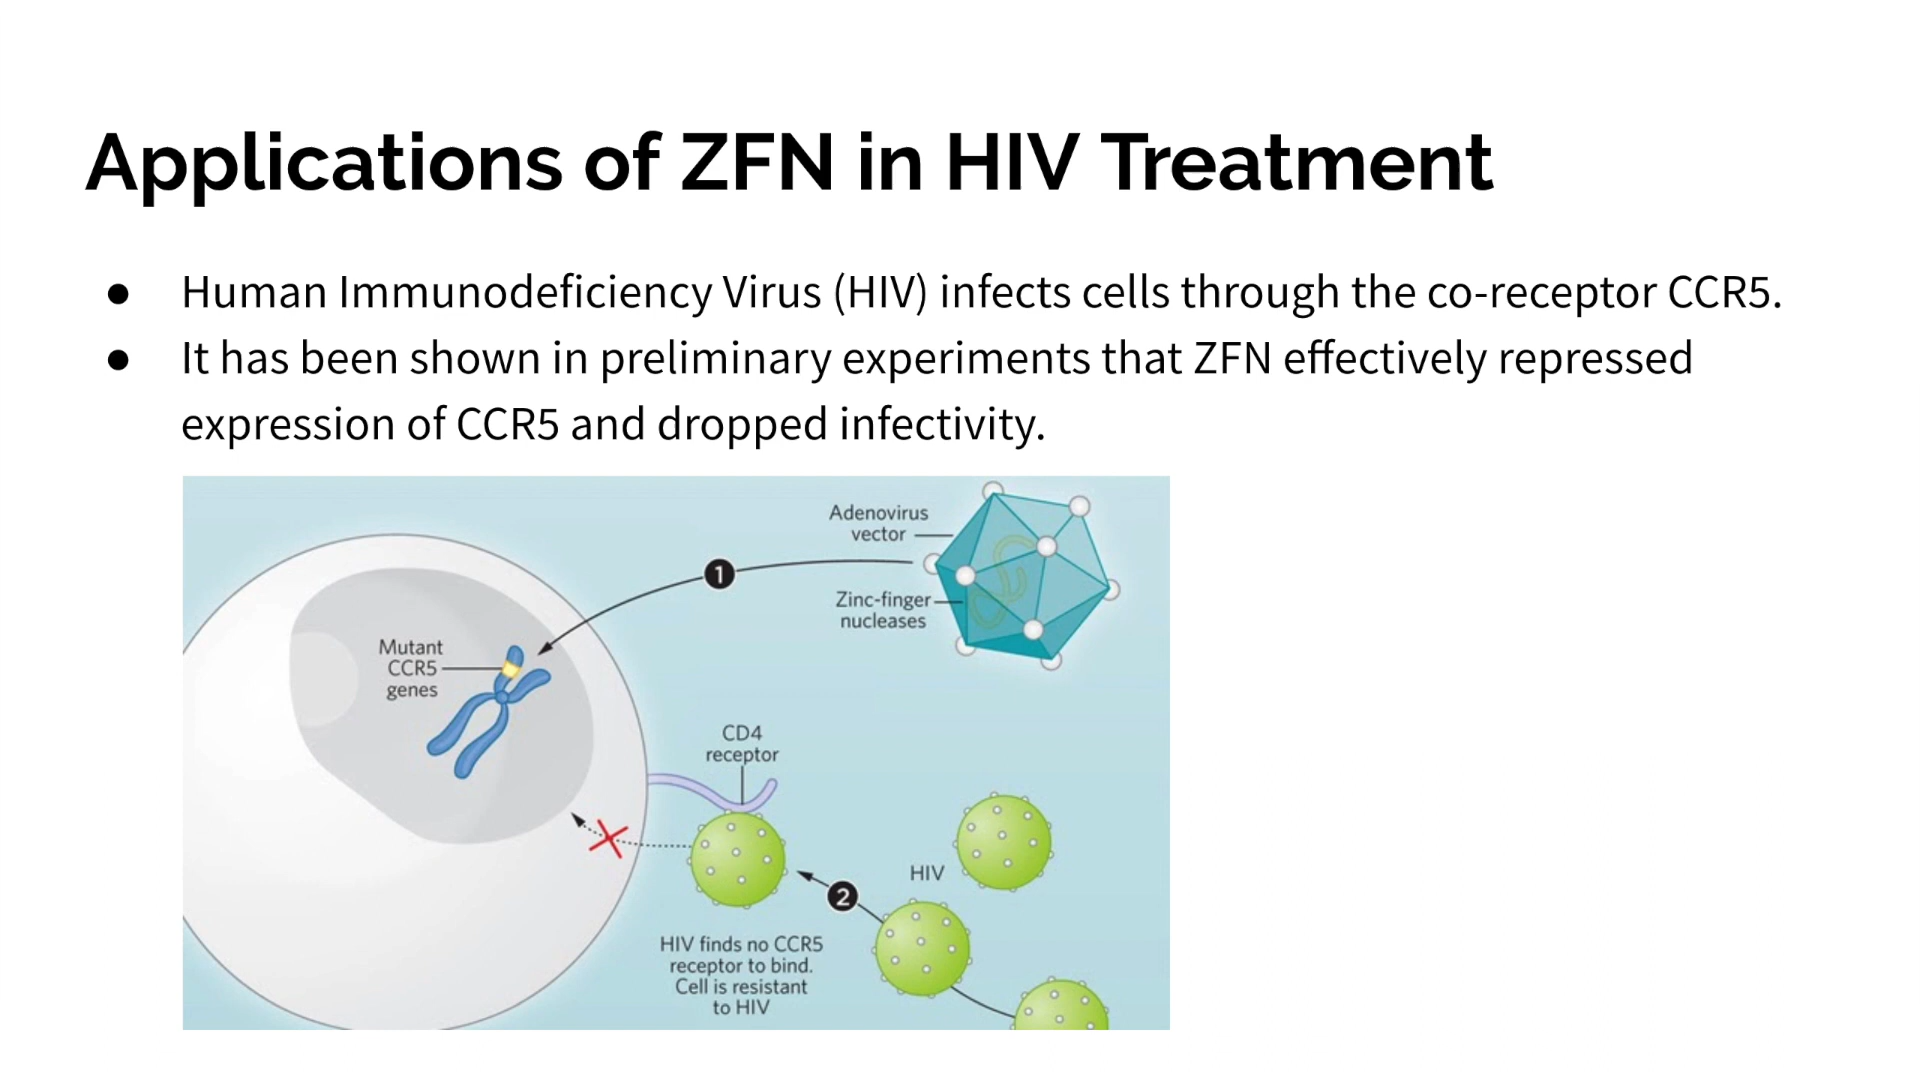 Applications of ZFN in HIV Treatment
● Human Immunodeficiency Virus (HIV) infects cells through the co-receptor CCR5.
● It has been shown in preliminary experiments that ZFN effectively repressed
expression of CCR5 and dropped infectivity.
Adenovirus
vector
1
Zinc-finger
nucleases
Mutant
CCR5
genes
CD4
receptor
HIV
2
HIV finds no CCR5
receptor to bind.
Cell is resistant
to HIV